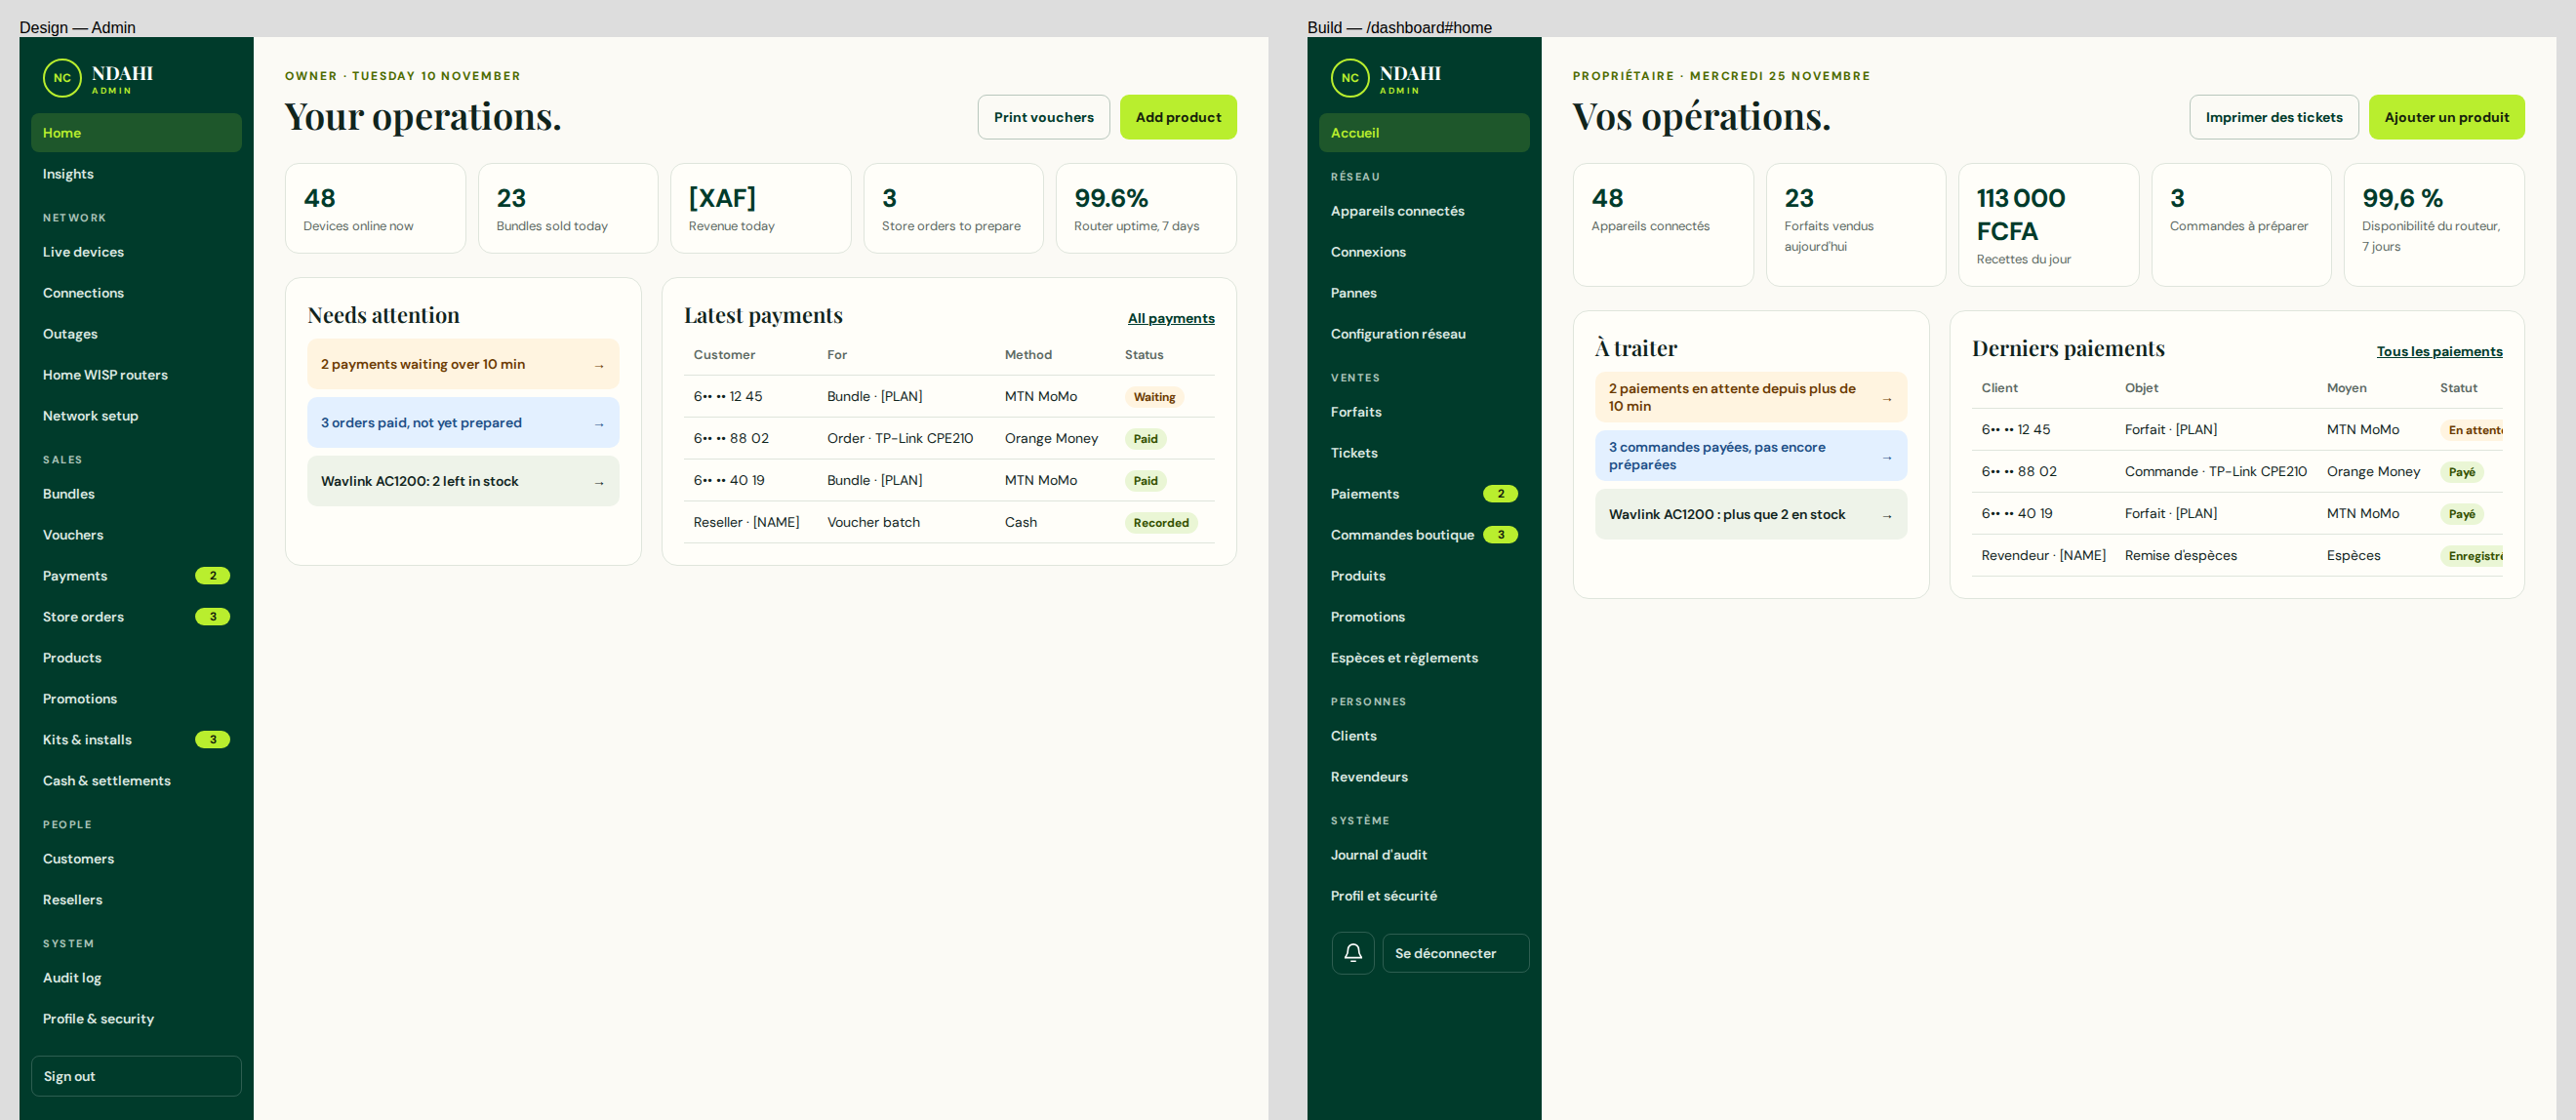 Design — Admin
NC
NDAHI
ADMIN
Home
Insights
NETWORK
Live devices
Connections
Outages
Home WISP routers
Network setup
SALES
Bundles
Vouchers
Payments 2
Store orders 3
Products
Promotions
Kits & installs 3
Cash & settlements
PEOPLE
Customers
Resellers
SYSTEM
Audit log
Profile & security
Sign out
OWNER · TUESDAY 10 NOVEMBER
Your operations.
Print vouchers
Add product
48
Devices online now
23
Bundles sold today
[XAF]
Revenue today
3
Store orders to prepare
99.6%
Router uptime, 7 days
Needs attention
2 payments waiting over 10 min →
3 orders paid, not yet prepared →
Wavlink AC1200: 2 left in stock →
Latest payments
All payments
Customer For Method Status
6•• •• 12 45 Bundle · [PLAN] MTN MoMo Waiting
6•• •• 88 02 Order · TP-Link CPE210 Orange Money Paid
6•• •• 40 19 Bundle · [PLAN] MTN MoMo Paid
Reseller · [NAME] Voucher batch Cash Recorded
Build — /dashboard#home
NC
NDAHI
ADMIN
Accueil
RÉSEAU
Appareils connectés
Connexions
Pannes
Configuration réseau
VENTES
Forfaits
Tickets
Paiements 2
Commandes boutique 3
Produits
Promotions
Espèces et règlements
PERSONNES
Clients
Revendeurs
SYSTÈME
Journal d'audit
Profil et sécurité
Se déconnecter
PROPRIÉTAIRE · MERCREDI 25 NOVEMBRE
Vos opérations.
Imprimer des tickets
Ajouter un produit
48
Appareils connectés
23
Forfaits vendus
aujourd'hui
113 000
FCFA
Recettes du jour
3
Commandes à préparer
99,6 %
Disponibilité du routeur,
7 jours
À traiter
2 paiements en attente depuis plus de
10 min →
3 commandes payées, pas encore
préparées →
Wavlink AC1200 : plus que 2 en stock →
Derniers paiements
Tous les paiements
Client Objet Moyen Statut
6•• •• 12 45 Forfait · [PLAN] MTN MoMo En attente
6•• •• 88 02 Commande · TP-Link CPE210 Orange Money Payé
6•• •• 40 19 Forfait · [PLAN] MTN MoMo Payé
Revendeur · [NAME] Remise d'espèces Espèces Enregistré